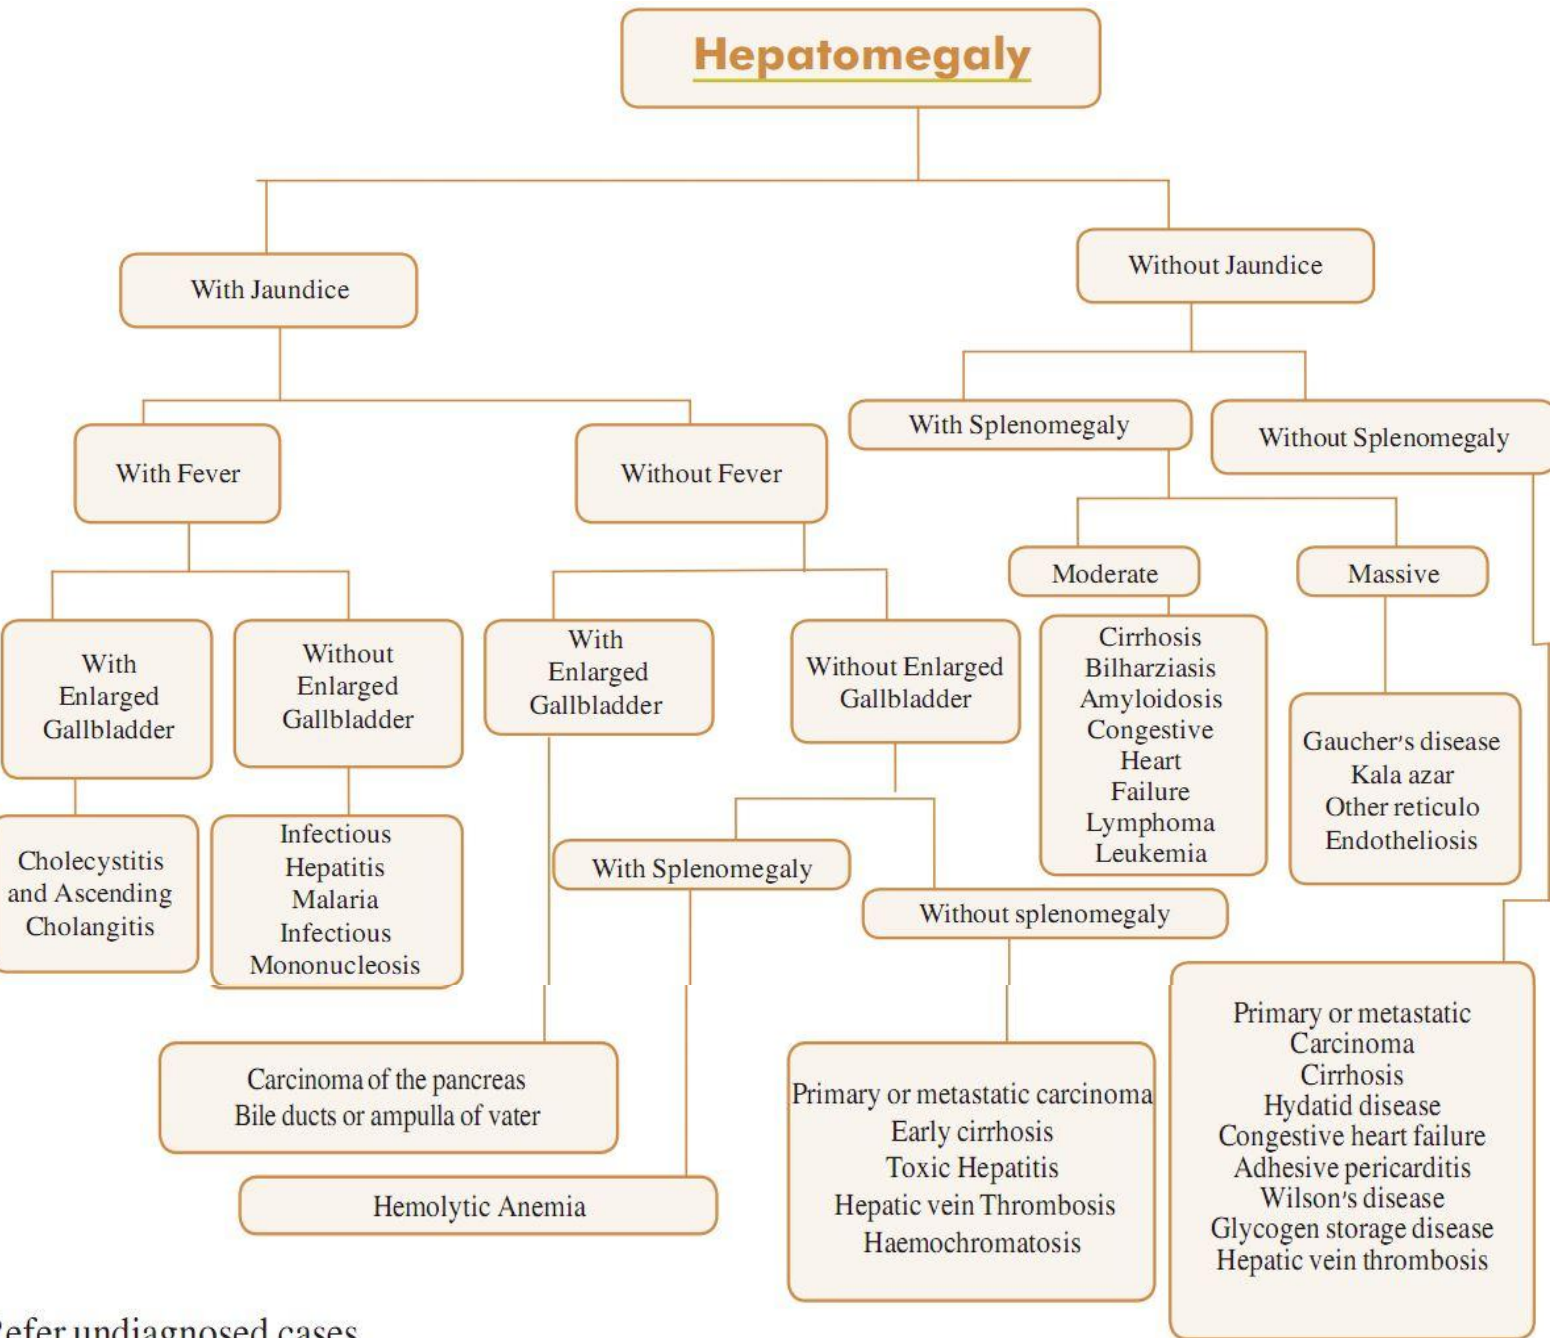 Hepatomegaly
With Jaundice
Without Jaundice
With Fever
Without Fever
With Splenomegaly
Without Splenomegaly
Moderate
Massive
With
Enlarged
Gallbladder
Without
Enlarged
Gallbladder
With
Enlarged
Gallbladder
Without Enlarged
Gallbladder
Cirrhosis
Bilharziasis
Amyloidosis
Congestive
Heart
Failure
Lymphoma
Leukemia
Gaucher's disease
Kala azar
Other reticulo
Endotheliosis
Cholecystitis
and Ascending
Cholangitis
Infectious
Hepatitis
Malaria
Infectious
Mononucleosis
With Splenomegaly
Without splenomegaly
Carcinoma of the pancreas
Bile ducts or ampulla of vater
Hemolytic Anemia
Primary or metastatic carcinoma
Early cirrhosis
Toxic Hepatitis
Hepatic vein Thrombosis
Haemochromatosis
Primary or metastatic
Carcinoma
Cirrhosis
Hydatid disease
Congestive heart failure
Adhesive pericarditis
Wilson's disease
Glycogen storage disease
Hepatic vein thrombosis
Refer undiagnosed cases